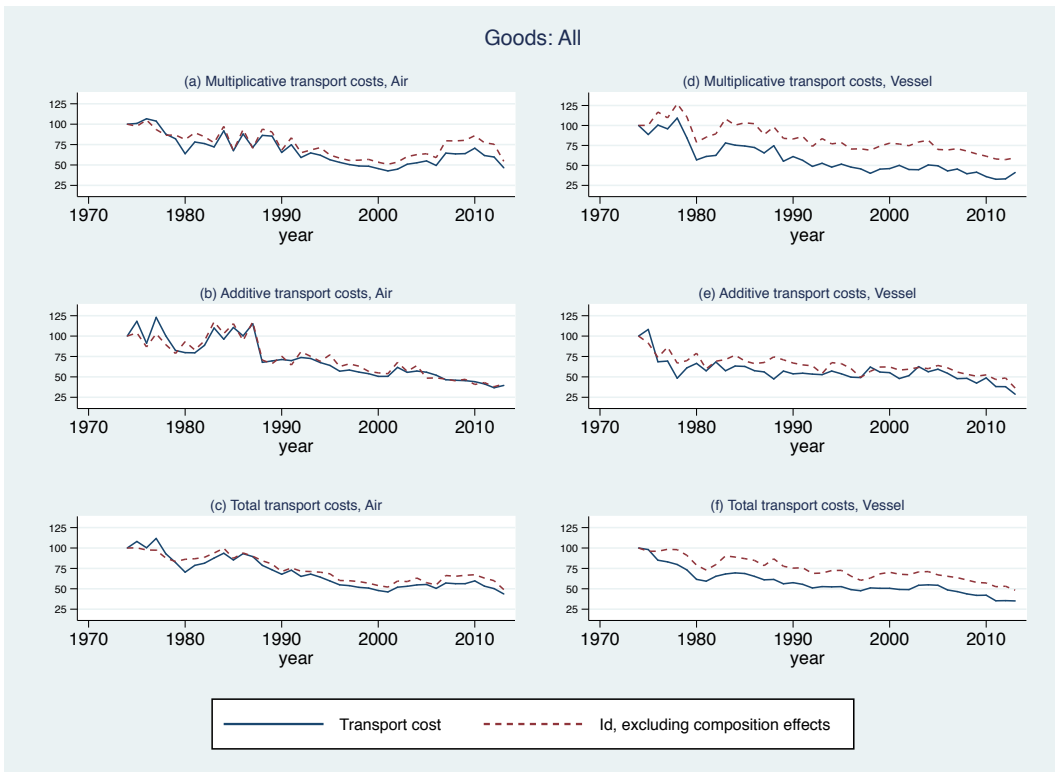 Goods: All
(a) Multiplicative transport costs, Air
125
100
75
50
25
1970 1980 1990 2000 2010
year
(d) Multiplicative transport costs, Vessel
125
100
75
50
25
1970 1980 1990 2000 2010
year
(b) Additive transport costs, Air
125
100
75
50
25
1970 1980 1990 2000 2010
year
(e) Additive transport costs, Vessel
125
100
75
50
25
1970 1980 1990 2000 2010
year
(c) Total transport costs, Air
125
100
75
50
25
1970 1980 1990 2000 2010
year
(f) Total transport costs, Vessel
125
100
75
50
25
1970 1980 1990 2000 2010
year
Transport cost Id, excluding composition effects